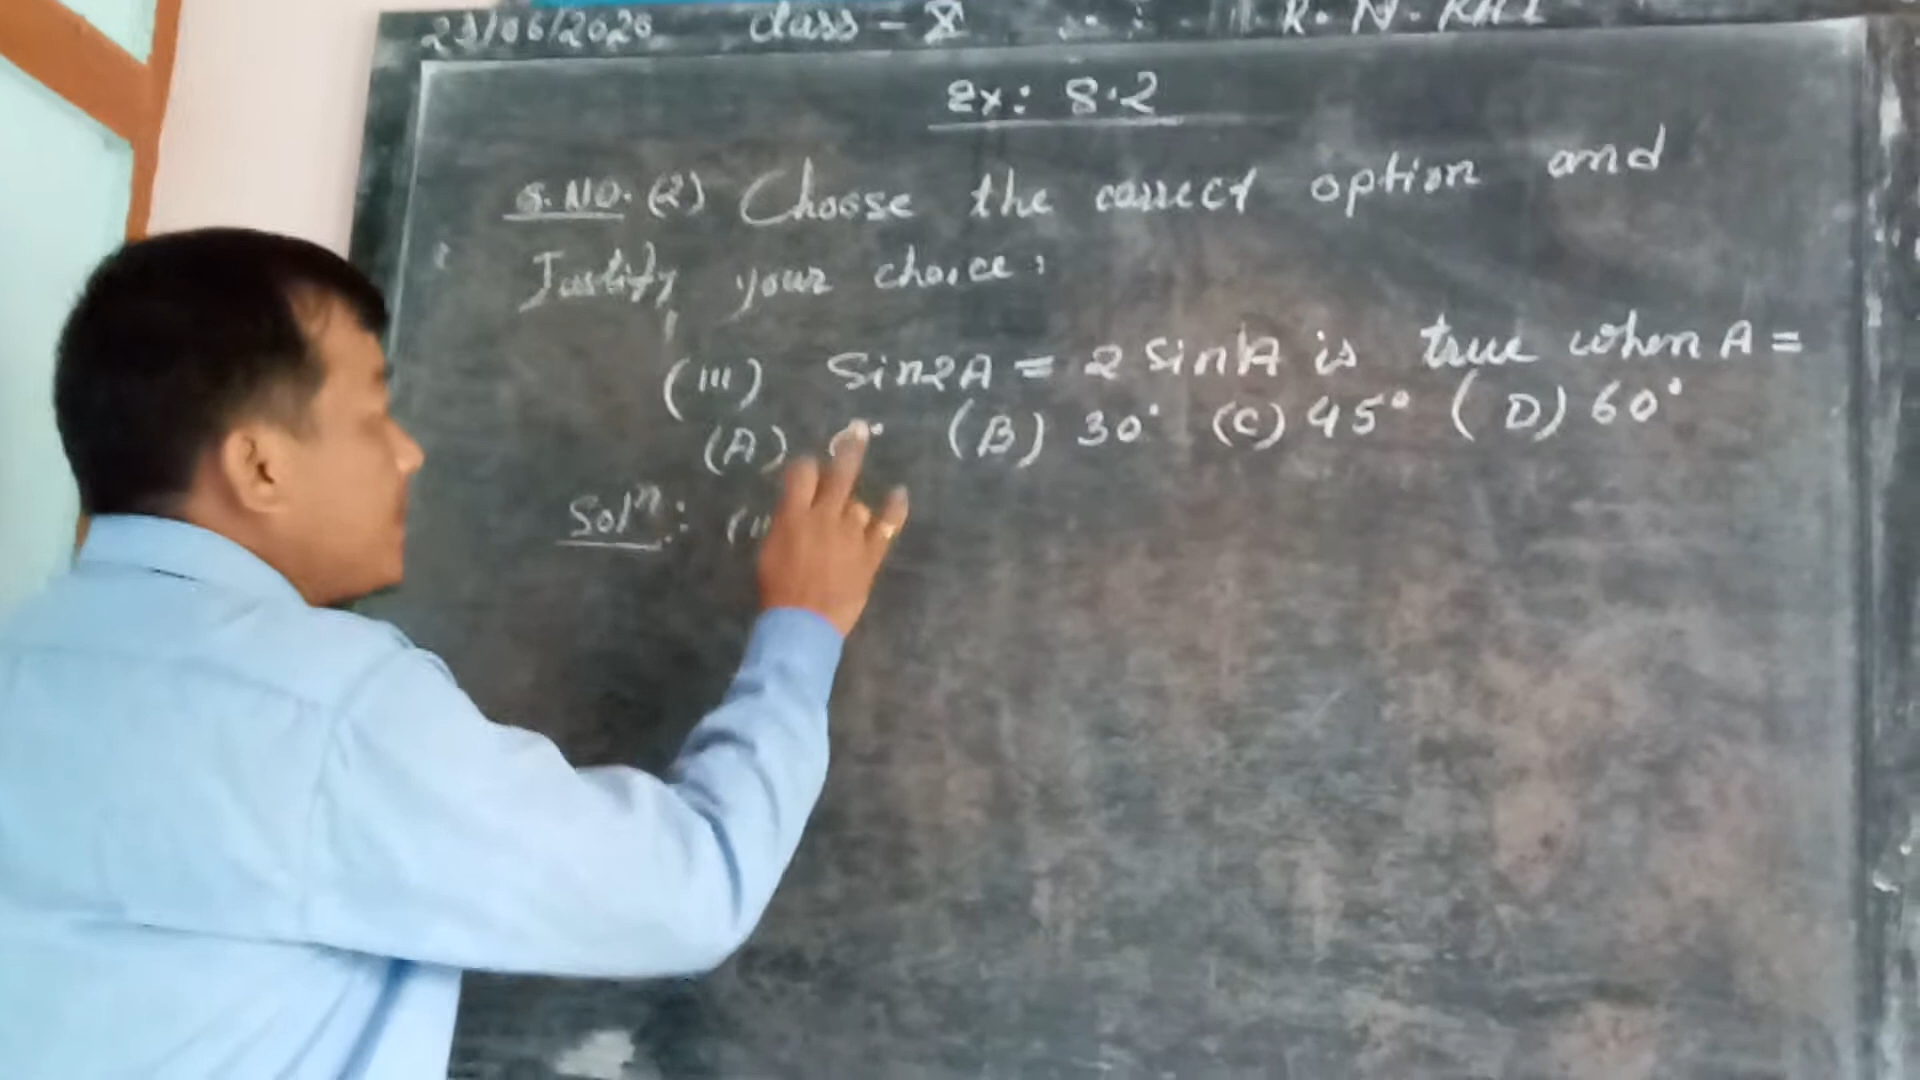 23/06/2020 class - X R. N. RAI
Ex: 8.2
S. NO. (2) Choose the correct option and
Justify your choice:
(III) Sin2A = 2 sinA is true when A =
(A) 0° (B) 30° (C) 45° (D) 60°
Solⁿ: (II